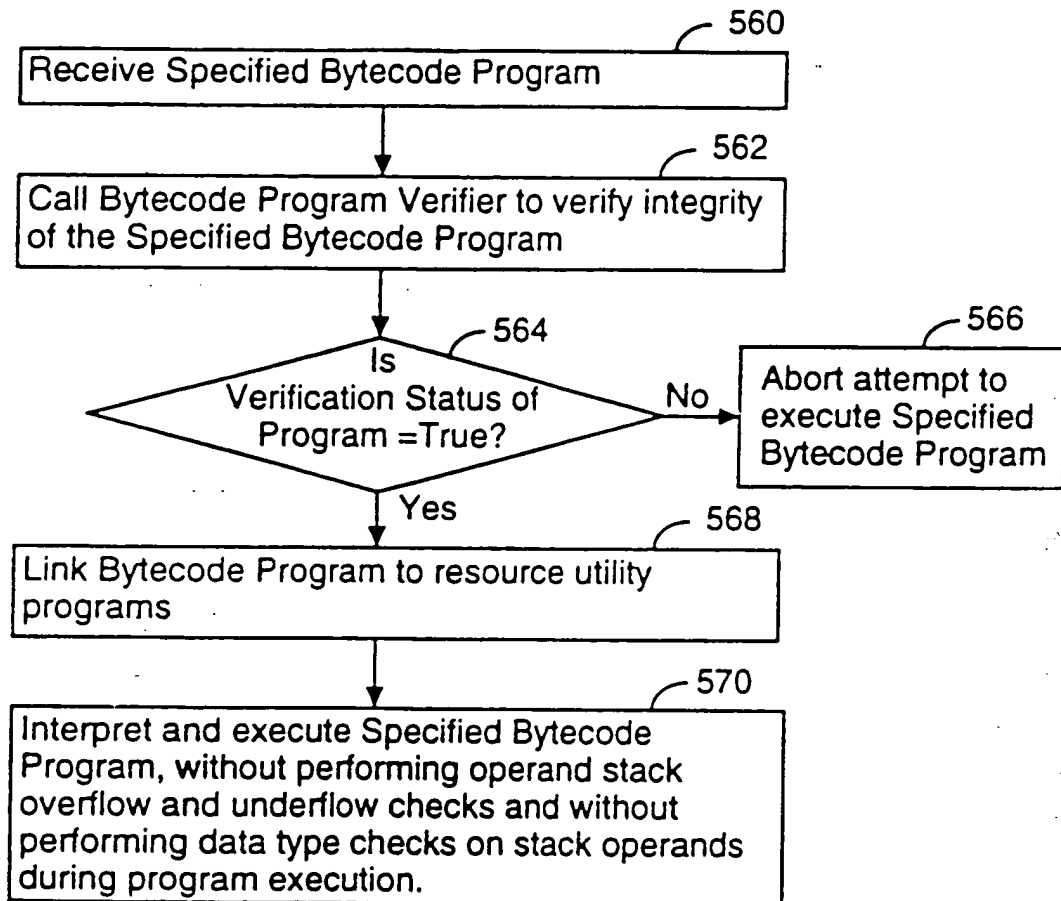 560
Receive Specified Bytecode Program
562
Call Bytecode Program Verifier to verify integrity
of the Specified Bytecode Program
564
Is
Verification Status of
Program =True?
No
566
Abort attempt to
execute Specified
Bytecode Program
Yes
568
Link Bytecode Program to resource utility
programs
570
Interpret and execute Specified Bytecode
Program, without performing operand stack
overflow and underflow checks and without
performing data type checks on stack operands
during program execution.